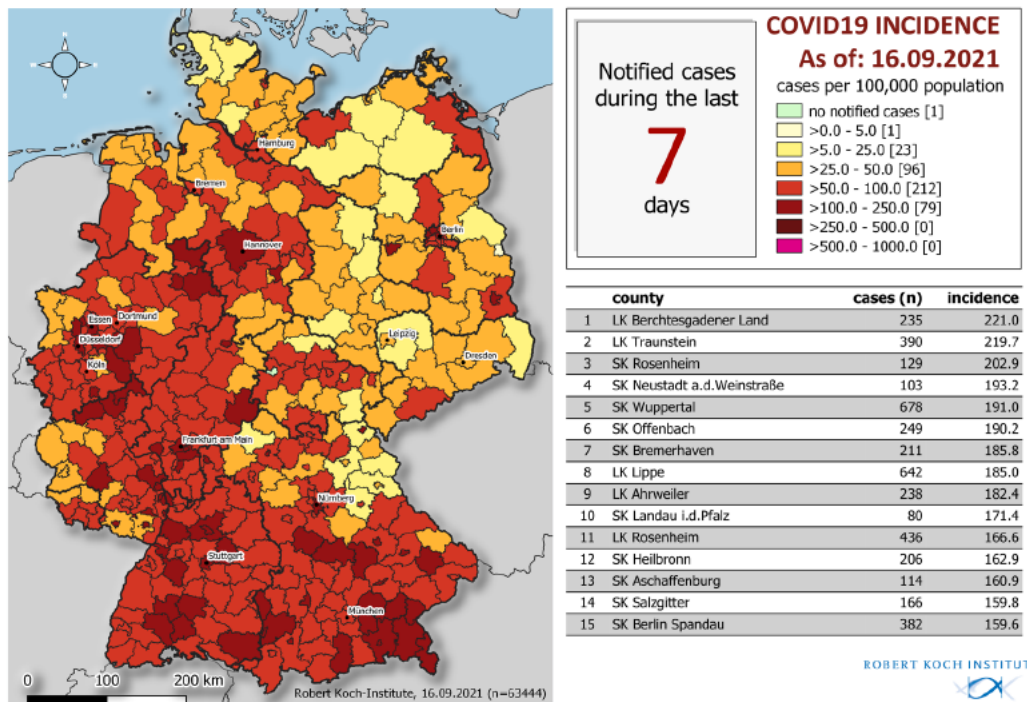 Hamburg
Bremen
Berlin
Hannover
Essen
Dortmund
Düsseldorf
Köln
Leipzig
Dresden
Frankfurt am Main
Nürnberg
Stuttgart
München
0 100 200 km
Robert Koch-Institute, 16.09.2021 (n=63444)
Notified cases
during the last
7
days
COVID19 INCIDENCE
As of: 16.09.2021
cases per 100,000 population
no notified cases [1]
>0.0 - 5.0 [1]
>5.0 - 25.0 [23]
>25.0 - 50.0 [96]
>50.0 - 100.0 [212]
>100.0 - 250.0 [79]
>250.0 - 500.0 [0]
>500.0 - 1000.0 [0]
county cases (n) incidence
1 LK Berchtesgadener Land 235 221.0
2 LK Traunstein 390 219.7
3 SK Rosenheim 129 202.9
4 SK Neustadt a.d.Weinstraße 103 193.2
5 SK Wuppertal 678 191.0
6 SK Offenbach 249 190.2
7 SK Bremerhaven 211 185.8
8 LK Lippe 642 185.0
9 LK Ahrweiler 238 182.4
10 SK Landau i.d.Pfalz 80 171.4
11 LK Rosenheim 436 166.6
12 SK Heilbronn 206 162.9
13 SK Aschaffenburg 114 160.9
14 SK Salzgitter 166 159.8
15 SK Berlin Spandau 382 159.6
ROBERT KOCH INSTITUT